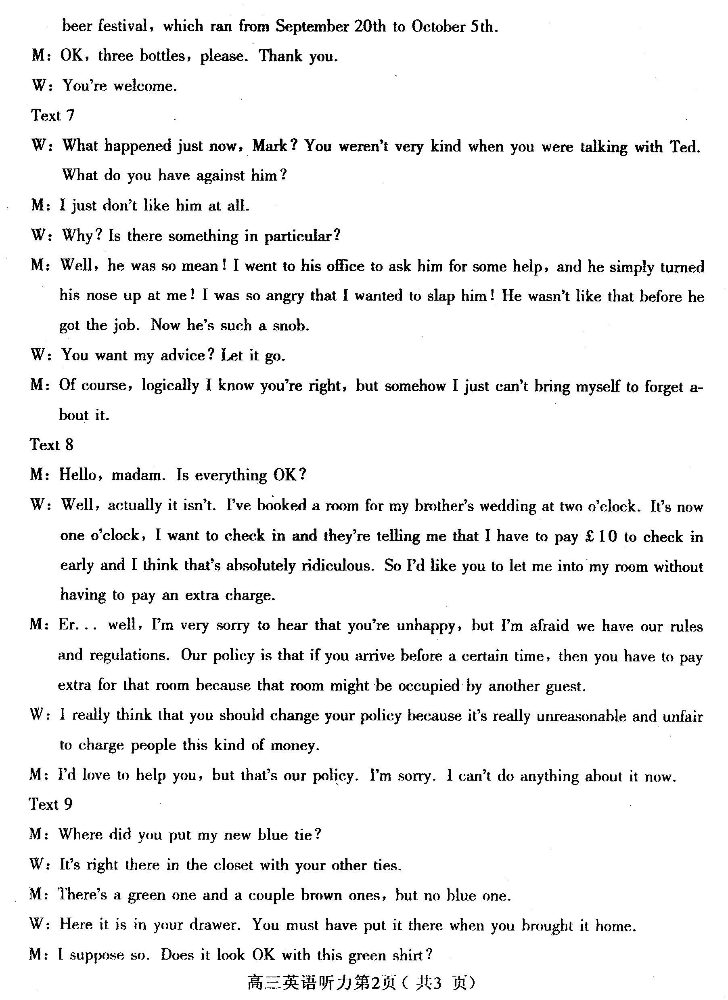 beer festival, which ran from September 20th to October 5th.
M: OK, three bottles, please. Thank you.
W: You're welcome.
Text 7
W: What happened just now, Mark? You weren't very kind when you were talking with Ted.
What do you have against him?
M: I just don't like him at all.
W: Why? Is there something in particular?
M: Well, he was so mean! I went to his office to ask him for some help, and he simply turned
his nose up at me! I was so angry that I wanted to slap him! He wasn't like that before he
got the job. Now he's such a snob.
W: You want my advice? Let it go.
M: Of course, logically I know you're right, but somehow I just can't bring myself to forget a-
bout it.
Text 8
M: Hello, madam. Is everything OK?
W: Well, actually it isn't. I've booked a room for my brother's wedding at two o'clock. It's now
one o'clock, I want to check in and they're telling me that I have to pay £10 to check in
early and I think that's absolutely ridiculous. So I'd like you to let me into my room without
having to pay an extra charge.
M: Er... well, I'm very sorry to hear that you're unhappy, but I'm afraid we have our rules
and regulations. Our policy is that if you arrive before a certain time, then you have to pay
extra for that room because that room might be occupied by another guest.
W: I really think that you should change your policy because it's really unreasonable and unfair
to charge people this kind of money.
M: I'd love to help you, but that's our policy. I'm sorry. I can't do anything about it now.
Text 9
M: Where did you put my new blue tie?
W: It's right there in the closet with your other ties.
M: There's a green one and a couple brown ones, but no blue one.
W: Here it is in your drawer. You must have put it there when you brought it home.
M: I suppose so. Does it look OK with this green shirt?
高三英语听力第2页(共3 页)